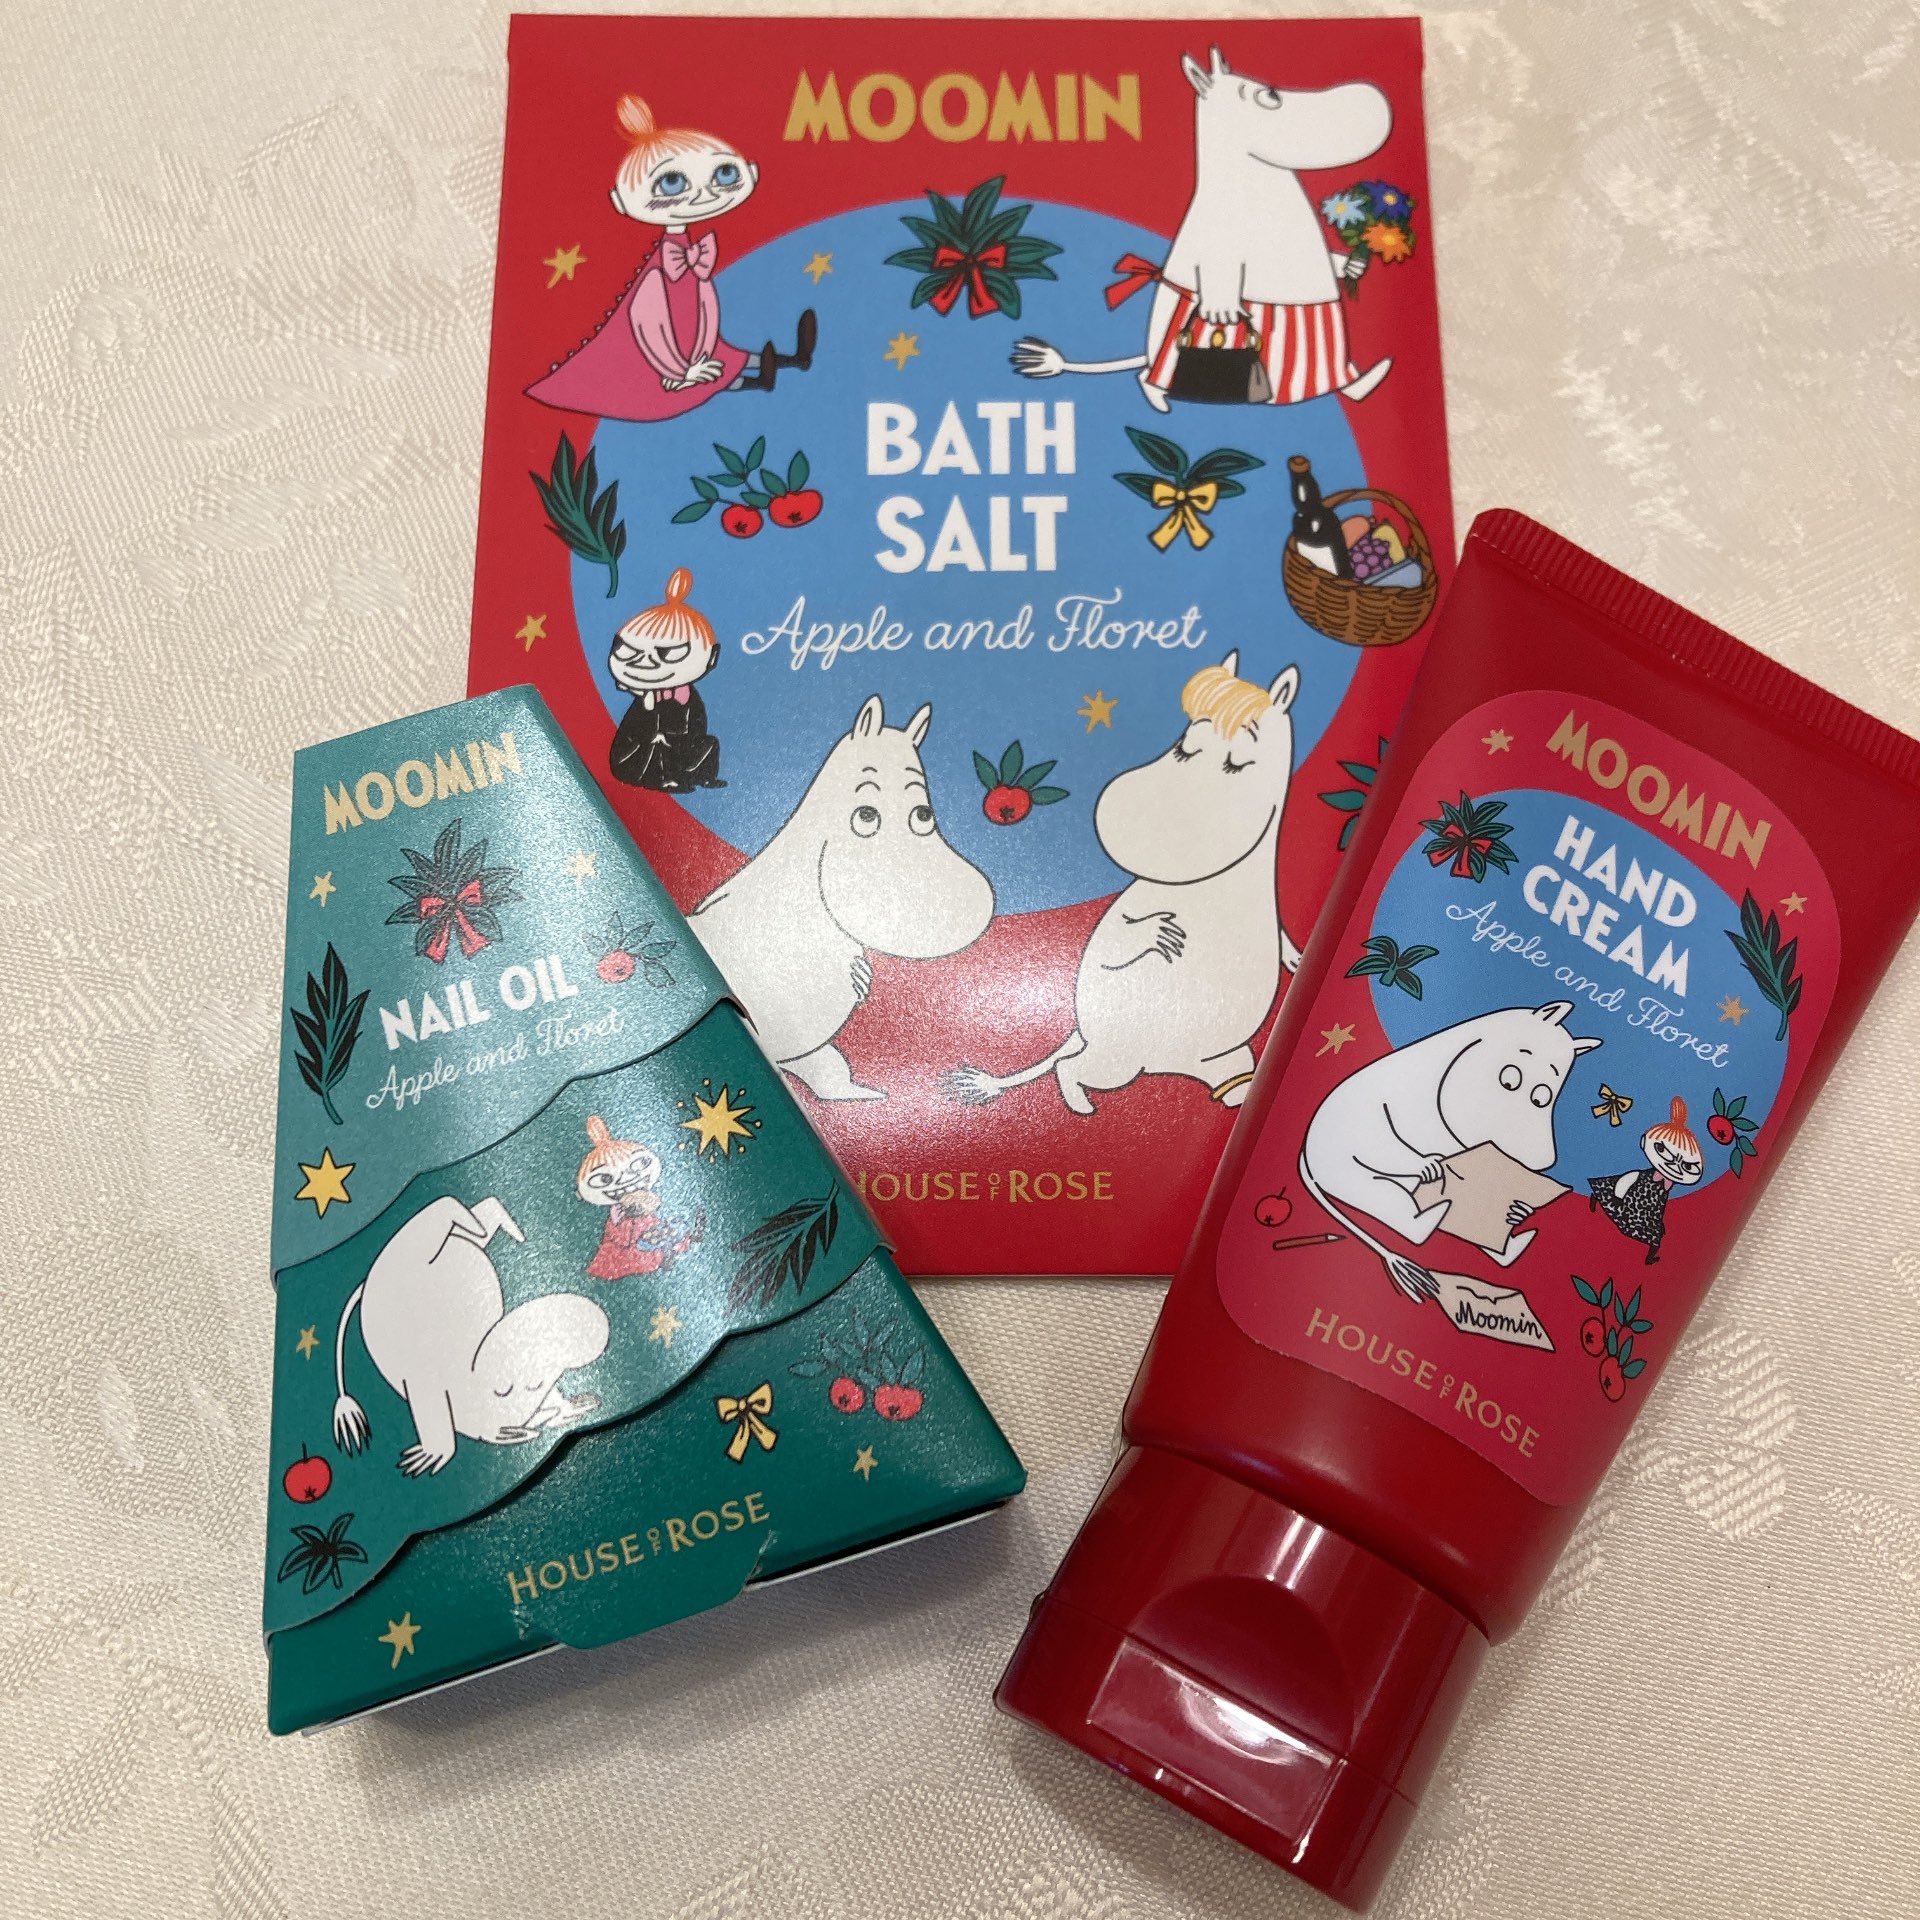 MOOMIN
BATH
SALT
Apple and Floret
HOUSE OF ROSE
MOOMIN
NAIL OIL
Apple and Floret
HOUSE OF ROSE
MOOMIN
HAND
CREAM
Apple and Floret
Moomin
HOUSE OF ROSE